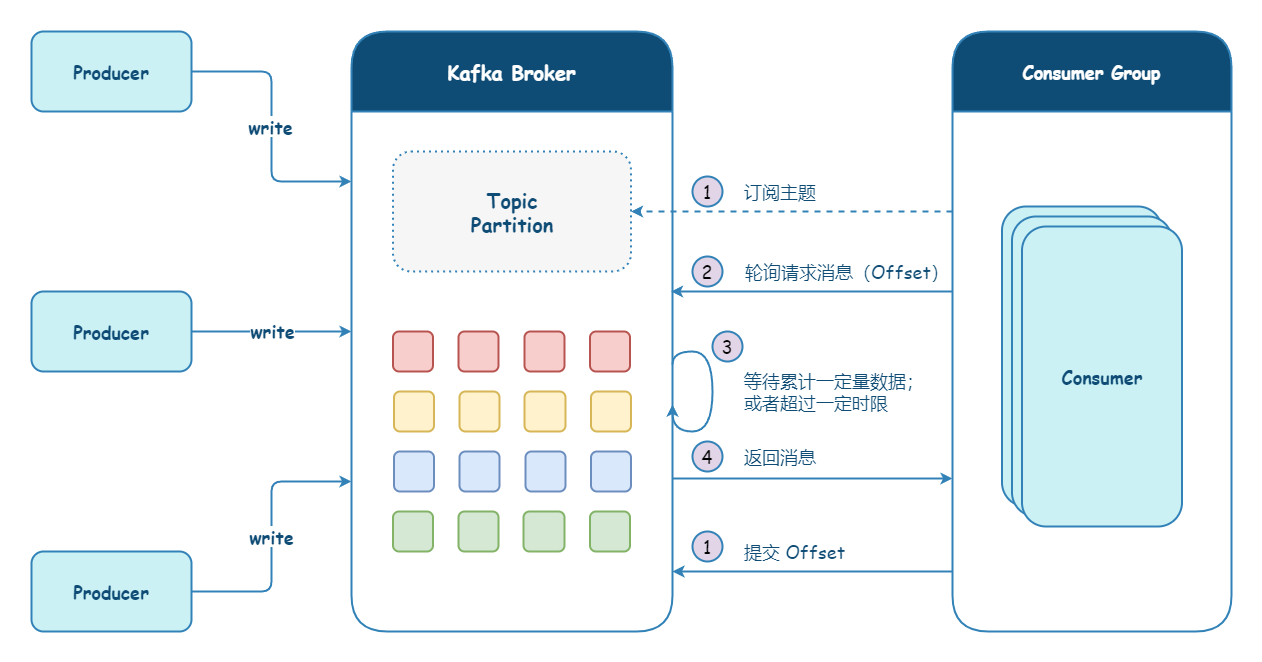 Producer
write
Producer
write
Producer
write
Kafka Broker
Topic
Partition
Consumer Group
1 订阅主题
2 轮询请求消息（Offset）
3
等待累计一定量数据；
或者超过一定时限
4 返回消息
1 提交 Offset
Consumer